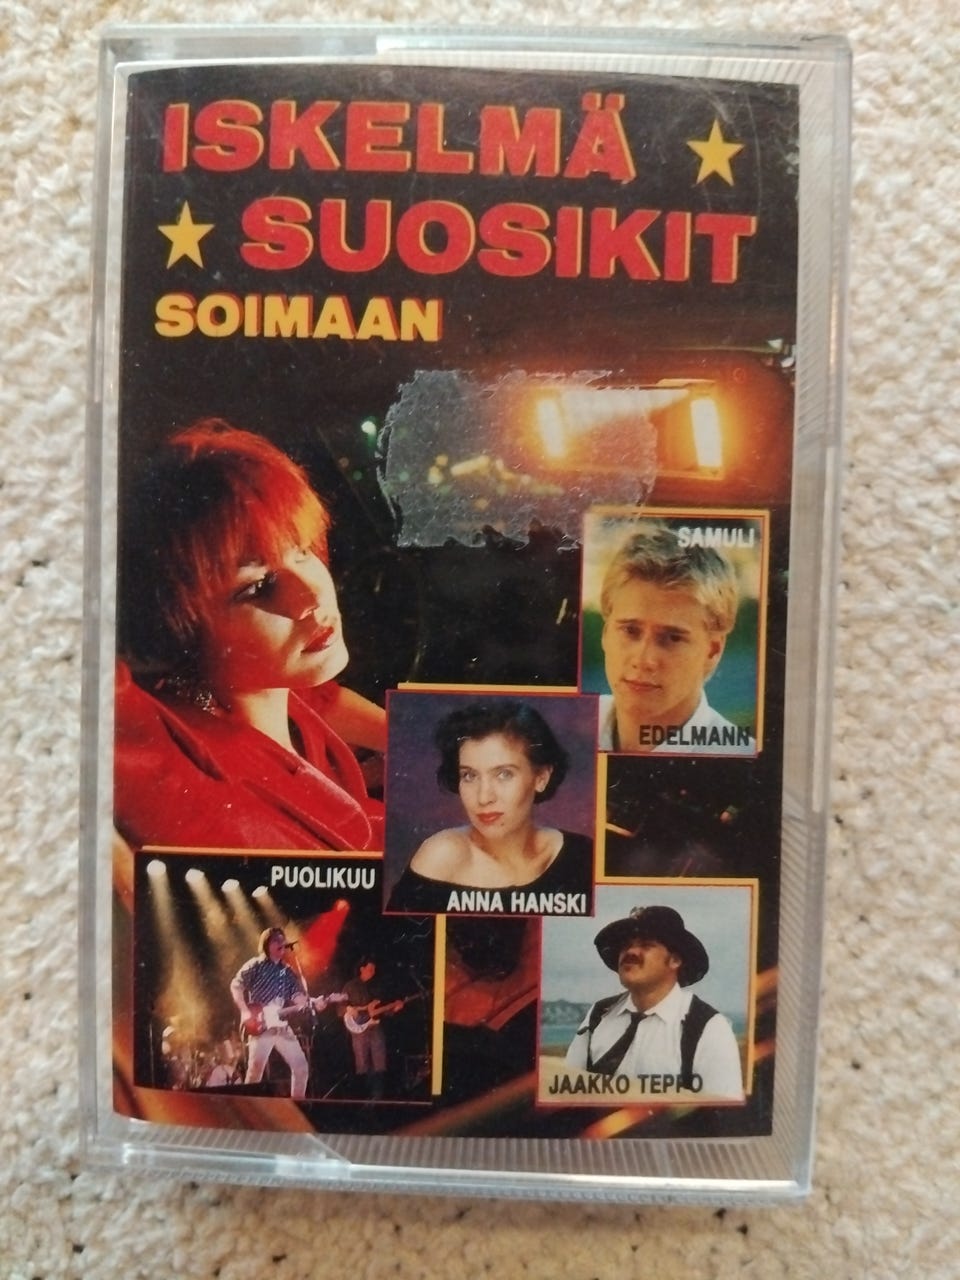 ISKELMÄ
SUOSIKIT
SOIMAAN
SAMULI
EDELMANN
ANNA HANSKI
PUOLIKUU
JAAKKO TEPPO